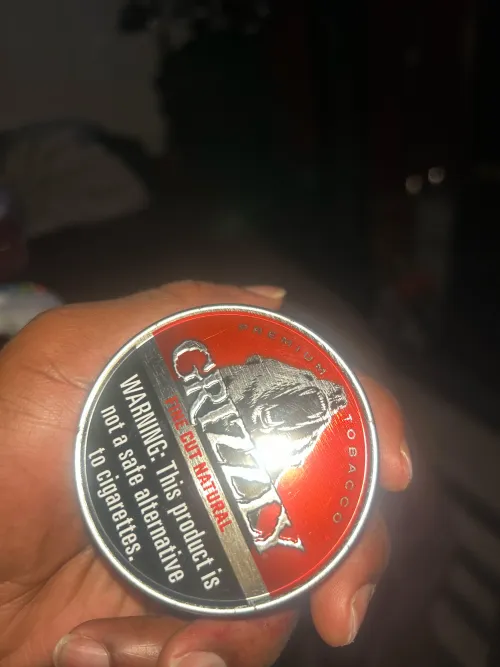 PREMIUM TOBACCO
GRIZZLY
FINE CUT NATURAL
WARNING: This product is
not a safe alternative
to cigarettes.